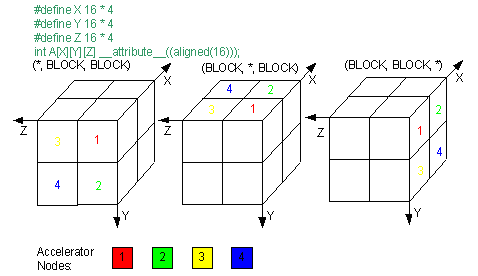 #define X 16 * 4
#define Y 16 * 4
#define Z 16 * 4
int A[X][Y][Z] __attribute__((aligned(16)));
(*, BLOCK, BLOCK)
(BLOCK, *, BLOCK)
(BLOCK, BLOCK, *)
X
Z
3
1
4
2
Y
X
4
2
3
1
Z
Y
X
2
Z
1
4
3
Y
Accelerator
Nodes:
1
2
3
4